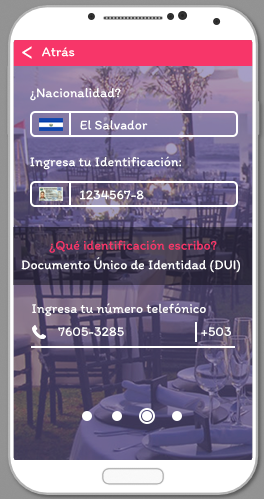 Atrás
¿Nacionalidad?
El Salvador
Ingresa tu Identificación:
1234567-8
¿Qué identificación escribo?
Documento Único de Identidad (DUI)
Ingresa tu número telefónico
7605-3285 +503